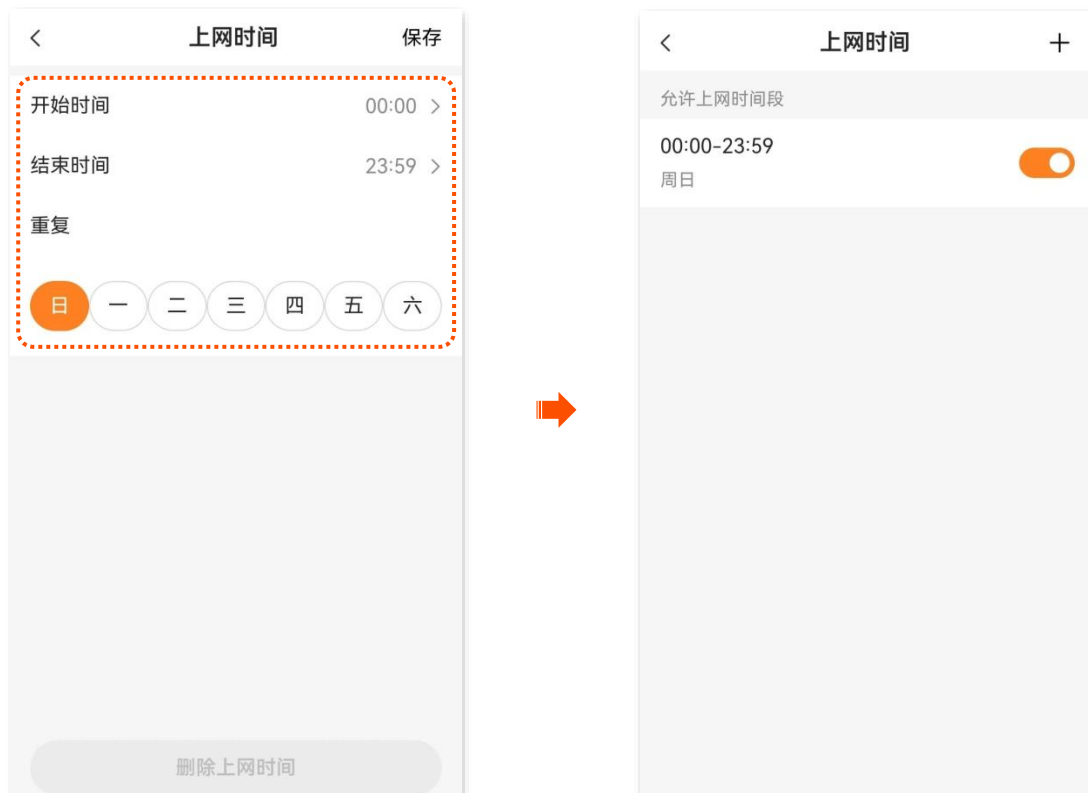 上网时间 保存
开始时间 00:00
结束时间 23:59
重复
日 一 二 三 四 五 六
删除上网时间
上网时间
允许上网时间段
00:00-23:59
周日